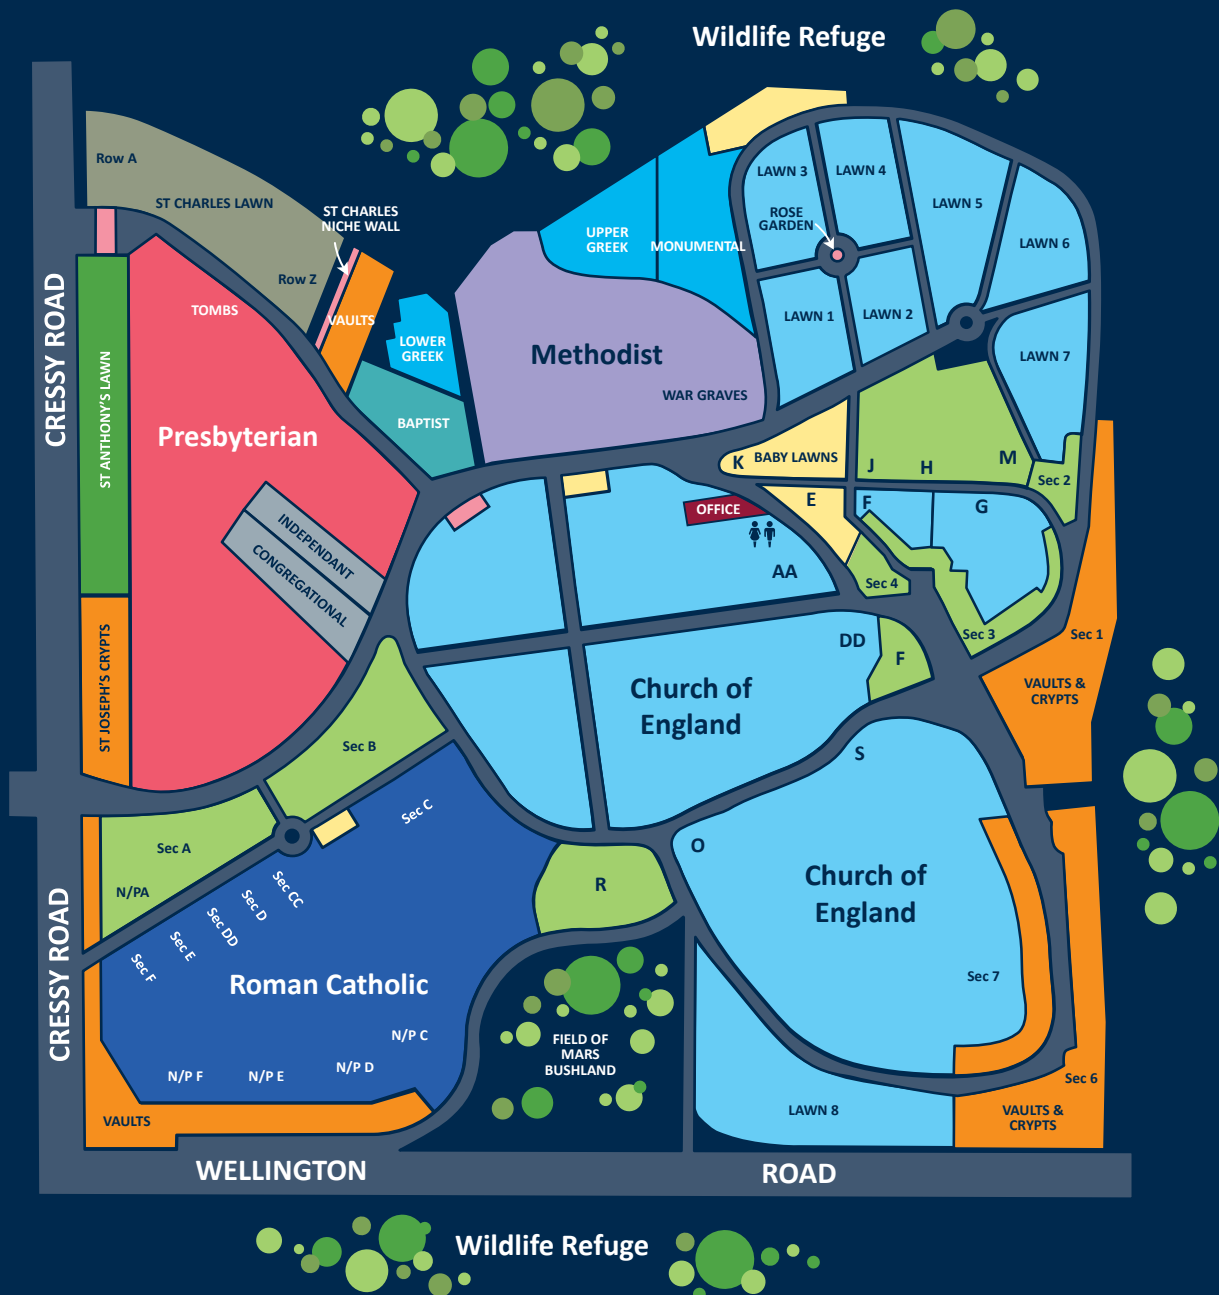 Wildlife Refuge
Row A
ST CHARLES LAWN
ST CHARLES
NICHE WALL
Row Z
VAULTS
CRESSY ROAD
ST ANTHONY'S LAWN
TOMBS
Presbyterian
INDEPENDANT
CONGREGATIONAL
ST JOSEPH'S CRYPTS
LOWER
GREEK
BAPTIST
Methodist
WAR GRAVES
UPPER
GREEK
MONUMENTAL
LAWN 3
LAWN 4
ROSE
GARDEN
LAWN 5
LAWN 6
LAWN 1
LAWN 2
LAWN 7
K
BABY LAWNS
J
H
M
Sec 2
E
F
G
OFFICE
AA
Sec 4
Sec 3
Sec 1
VAULTS &
CRYPTS
DD
F
Church of
England
Sec B
Sec A
N/PA
Sec C
Sec CC
Sec D
Sec DD
Sec E
Sec F
CRESSY ROAD
Roman Catholic
N/P C
N/P D
N/P E
N/P F
VAULTS
R
S
O
Church of
England
Sec 7
FIELD OF
MARS
BUSHLAND
LAWN 8
Sec 6
VAULTS &
CRYPTS
WELLINGTON
ROAD
Wildlife Refuge